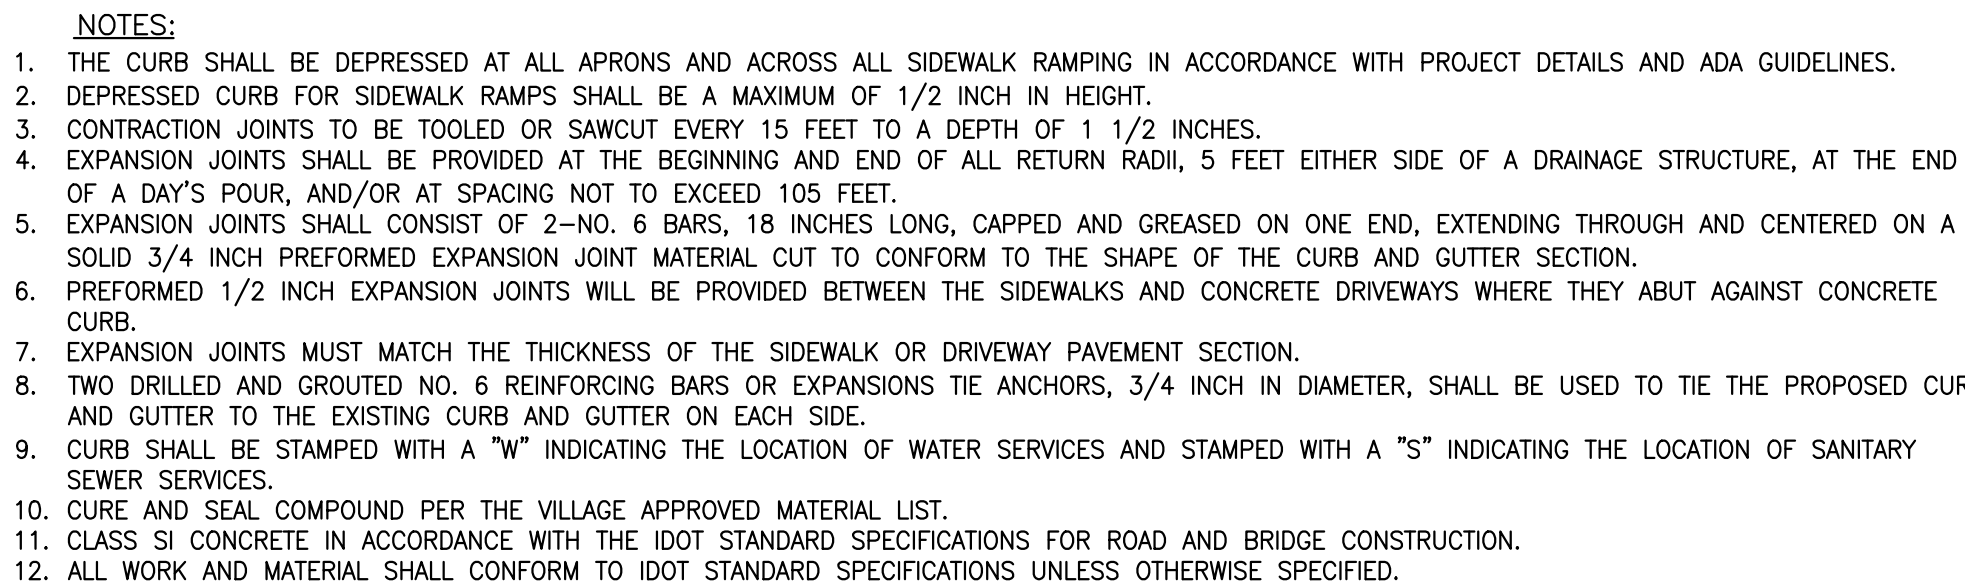 NOTES:
1. THE CURB SHALL BE DEPRESSED AT ALL APRONS AND ACROSS ALL SIDEWALK RAMPING IN ACCORDANCE WITH PROJECT DETAILS AND ADA GUIDELINES.
2. DEPRESSED CURB FOR SIDEWALK RAMPS SHALL BE A MAXIMUM OF 1/2 INCH IN HEIGHT.
3. CONTRACTION JOINTS TO BE TOOLED OR SAWCUT EVERY 15 FEET TO A DEPTH OF 1 1/2 INCHES.
4. EXPANSION JOINTS SHALL BE PROVIDED AT THE BEGINNING AND END OF ALL RETURN RADII, 5 FEET EITHER SIDE OF A DRAINAGE STRUCTURE, AT THE END
OF A DAY'S POUR, AND/OR AT SPACING NOT TO EXCEED 105 FEET.
5. EXPANSION JOINTS SHALL CONSIST OF 2-NO. 6 BARS, 18 INCHES LONG, CAPPED AND GREASED ON ONE END, EXTENDING THROUGH AND CENTERED ON A
SOLID 3/4 INCH PREFORMED EXPANSION JOINT MATERIAL CUT TO CONFORM TO THE SHAPE OF THE CURB AND GUTTER SECTION.
6. PREFORMED 1/2 INCH EXPANSION JOINTS WILL BE PROVIDED BETWEEN THE SIDEWALKS AND CONCRETE DRIVEWAYS WHERE THEY ABUT AGAINST CONCRETE
CURB.
7. EXPANSION JOINTS MUST MATCH THE THICKNESS OF THE SIDEWALK OR DRIVEWAY PAVEMENT SECTION.
8. TWO DRILLED AND GROUTED NO. 6 REINFORCING BARS OR EXPANSIONS TIE ANCHORS, 3/4 INCH IN DIAMETER, SHALL BE USED TO TIE THE PROPOSED
AND GUTTER TO THE EXISTING CURB AND GUTTER ON EACH SIDE.
9. CURB SHALL BE STAMPED WITH A "W" INDICATING THE LOCATION OF WATER SERVICES AND STAMPED WITH A "S" INDICATING THE LOCATION OF SANITARY
SEWER SERVICES.
10. CURE AND SEAL COMPOUND PER THE VILLAGE APPROVED MATERIAL LIST.
11. CLASS SI CONCRETE IN ACCORDANCE WITH THE IDOT STANDARD SPECIFICATIONS FOR ROAD AND BRIDGE CONSTRUCTION.
12. ALL WORK AND MATERIAL SHALL CONFORM TO IDOT STANDARD SPECIFICATIONS UNLESS OTHERWISE SPECIFIED.